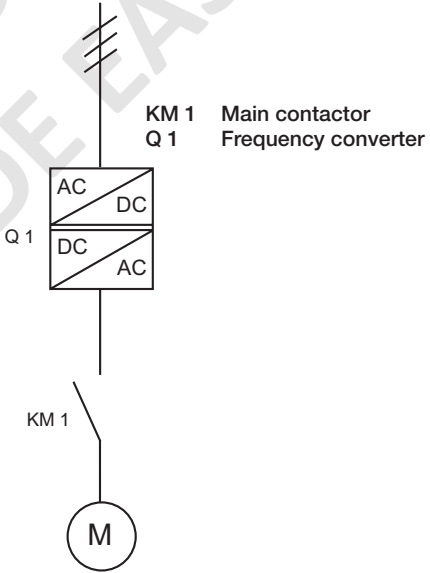 KM 1 Main contactor
Q 1 Frequency converter
AC
DC
Q 1
DC
AC
KM 1
M